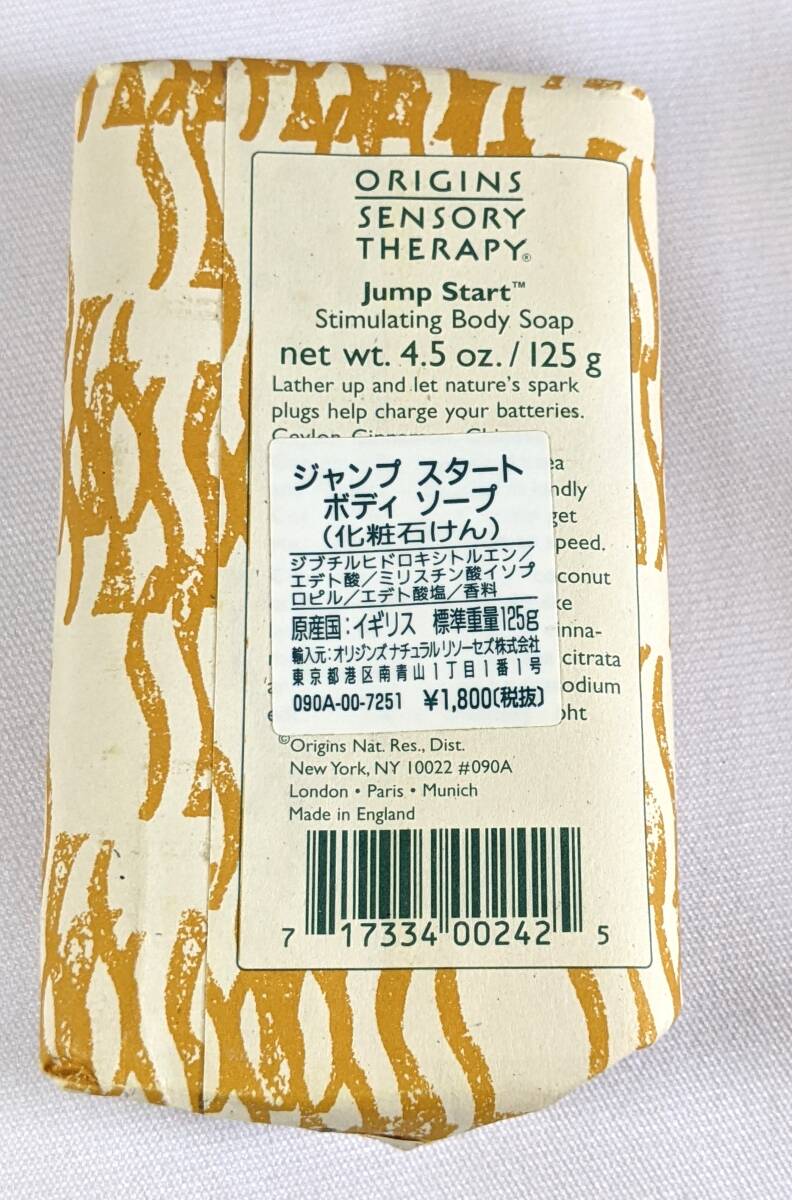 ORIGINS
SENSORY
THERAPY®
Jump Start™
Stimulating Body Soap
net wt. 4.5 oz. / 125 g
Lather up and let nature's spark
plugs help charge your batteries.
ジャンプ スタート
ボディ ソープ
(化粧石けん)
ジブチルヒドロキシトルエン/
エデト酸/ミリスチン酸イソプ
ロピル/エデト酸塩/香料
原産国:イギリス 標準重量125g
輸入元:オリジンズナチュラルリソーセズ株式会社
東京都港区南青山1丁目1番1号
090A-00-7251 ¥1,800(税抜)
citrata
©Origins Nat. Res., Dist.
New York, NY 10022 #090A
London • Paris • Munich
Made in England
7 17334 00242 5